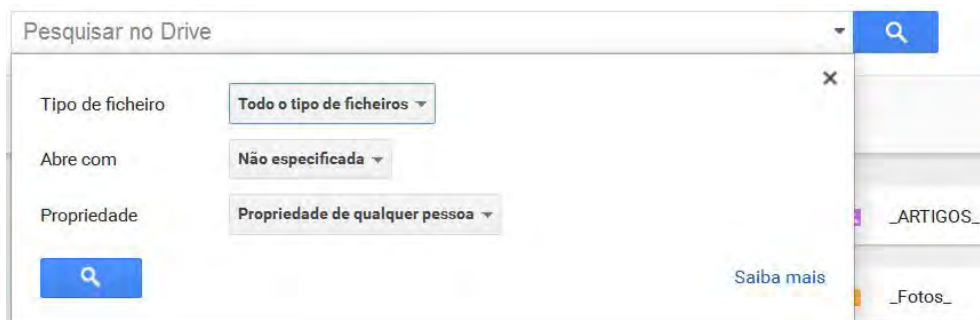 Pesquisar no Drive
Tipo de ficheiro Todo o tipo de ficheiros
Abre com Não especificada
Propriedade Propriedade de qualquer pessoa
_ARTIGOS_
Saiba mais
_Fotos_